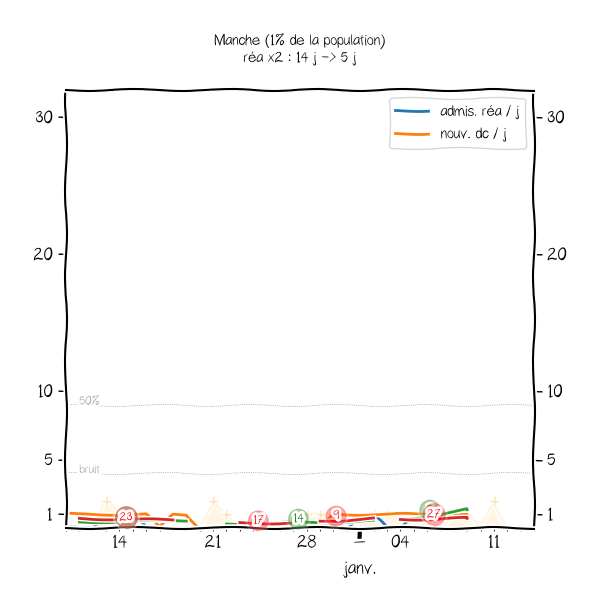 Manche (1% de la population)
réa x2 : 14 j -> 5 j
admis. réa / j
nouv. dc / j
30 30
20 20
10 10
50%
5 5
bruit
1 1
23 17 14 9 27
14 21 28 04 11
janv.